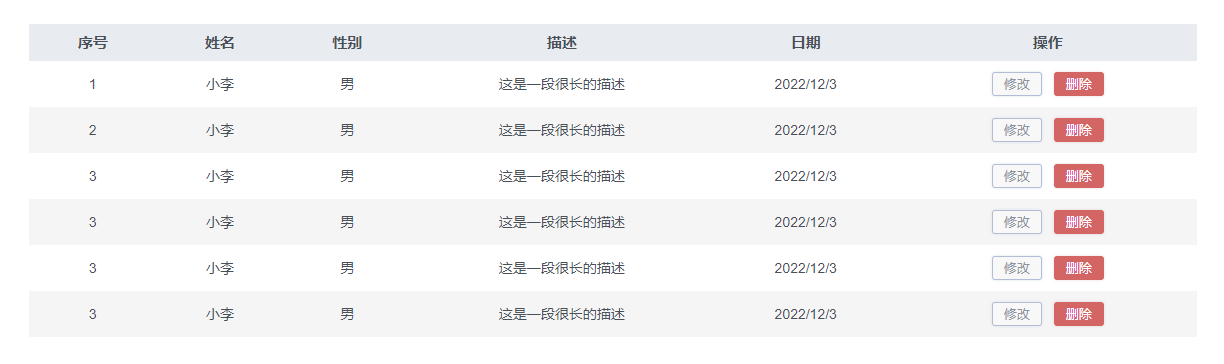 序号 姓名 性别 描述 日期 操作
1 小李 男 这是一段很长的描述 2022/12/3 修改 删除
2 小李 男 这是一段很长的描述 2022/12/3 修改 删除
3 小李 男 这是一段很长的描述 2022/12/3 修改 删除
3 小李 男 这是一段很长的描述 2022/12/3 修改 删除
3 小李 男 这是一段很长的描述 2022/12/3 修改 删除
3 小李 男 这是一段很长的描述 2022/12/3 修改 删除